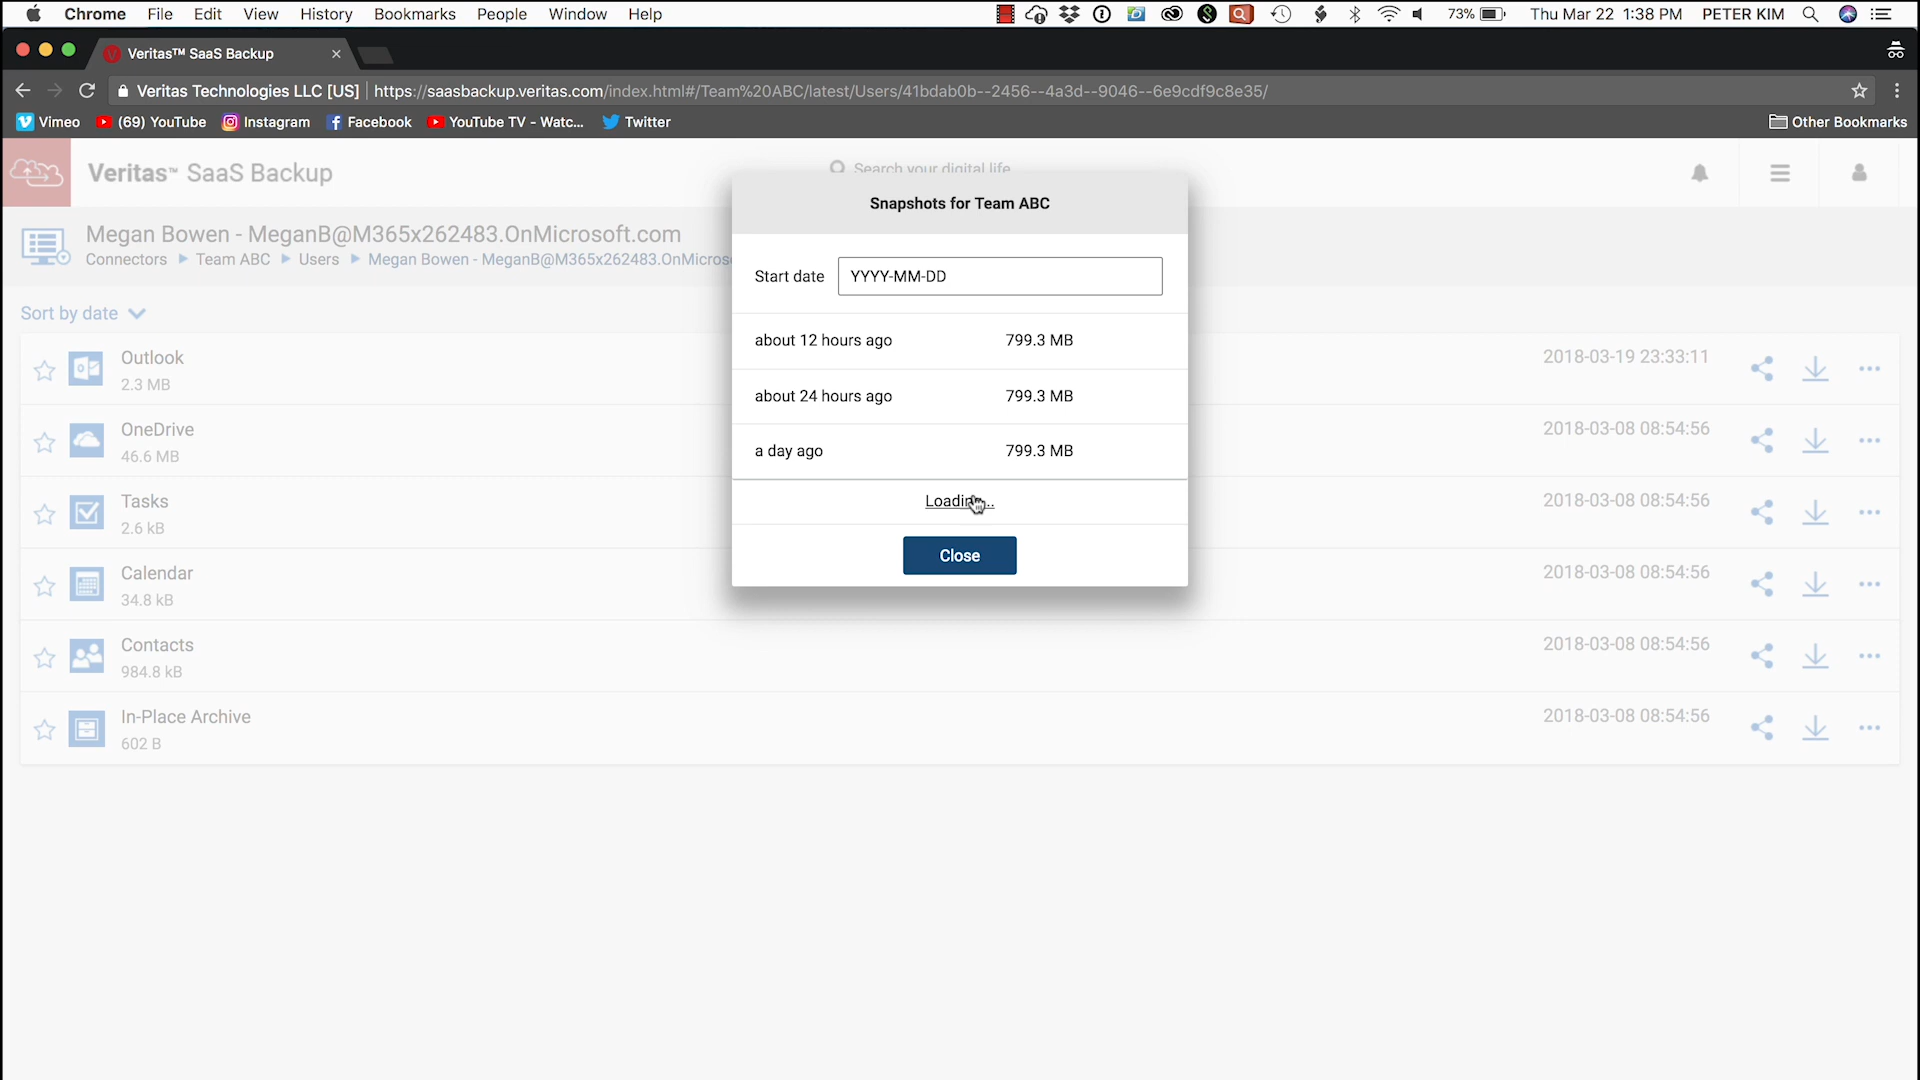 Chrome File Edit View History Bookmarks People Window Help 73% Thu Mar 22 1:38 PM PETER KIM
Veritas™ SaaS Backup
Veritas Technologies LLC [US] | https://saasbackup.veritas.com/index.html#/Team%20ABC/latest/Users/41bdab0b--2456--4a3d--9046--6e9cdf9c8e35/
Vimeo (69) YouTube Instagram Facebook YouTube TV - Watc... Twitter Other Bookmarks
Veritas™ SaaS Backup
Search your digital life
Megan Bowen - MeganB@M365x262483.OnMicrosoft.com
Connectors Team ABC Users Megan Bowen - MeganB@M365x262483.OnMicros
Sort by date
Outlook
2.3 MB
2018-03-19 23:33:11
OneDrive
46.6 MB
2018-03-08 08:54:56
Tasks
2.6 kB
2018-03-08 08:54:56
Calendar
34.8 kB
2018-03-08 08:54:56
Contacts
984.8 kB
2018-03-08 08:54:56
In-Place Archive
602 B
2018-03-08 08:54:56
Snapshots for Team ABC
Start date YYYY-MM-DD
about 12 hours ago 799.3 MB
about 24 hours ago 799.3 MB
a day ago 799.3 MB
Loading...
Close